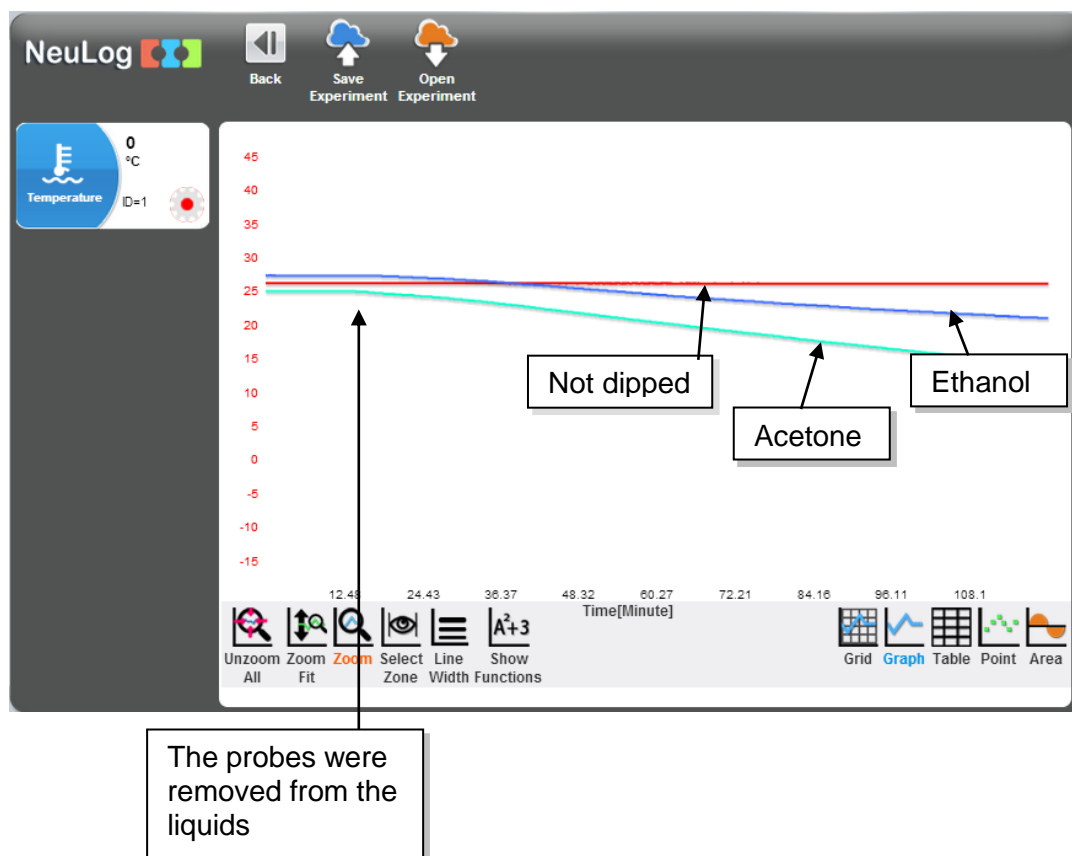 NeuLog
Back
Save
Experiment
Open
Experiment
Temperature
0
ºC
ID=1
45
40
35
30
25
20
15
10
5
0
-5
-10
-15
Not dipped
Ethanol
Acetone
12.48 24.43 36.37 48.32 60.27 72.21 84.16 96.11 108.1
Time[Minute]
A²+3
Unzoom
All
Zoom
Fit
Zoom
Select
Zone
Line
Width
Show
Functions
Grid
Graph
Table
Point
Area
The probes were
removed from the
liquids